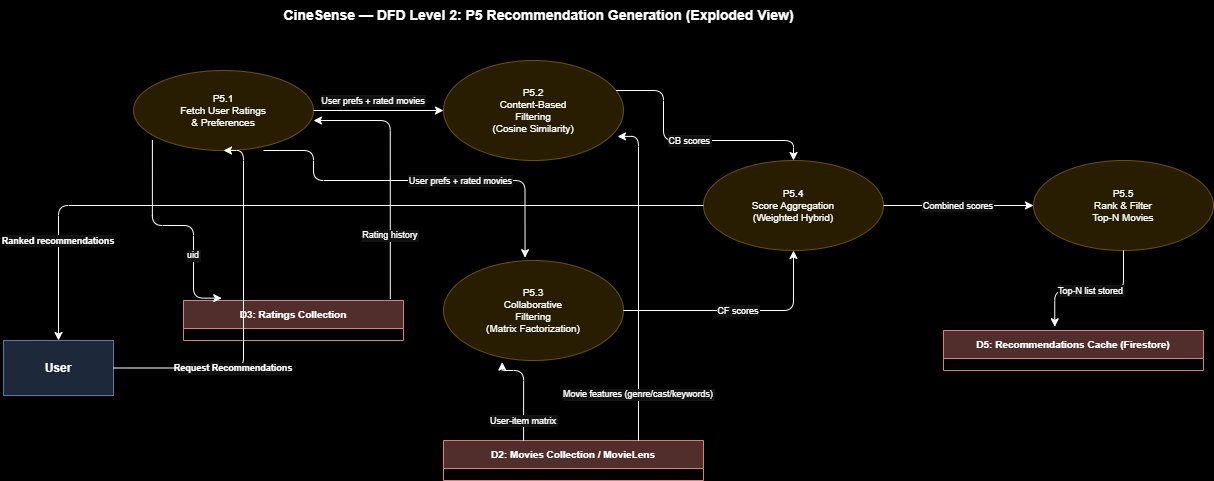 CineSense — DFD Level 2: P5 Recommendation Generation (Exploded View)
P5.1
Fetch User Ratings
& Preferences
User prefs + rated movies
P5.2
Content-Based
Filtering
(Cosine Similarity)
CB scores
User prefs + rated movies
P5.4
Score Aggregation
(Weighted Hybrid)
Combined scores
P5.5
Rank & Filter
Top-N Movies
Ranked recommendations
uid
Rating history
P5.3
Collaborative
Filtering
(Matrix Factorization)
CF scores
Top-N list stored
D3: Ratings Collection
D5: Recommendations Cache (Firestore)
User
Request Recommendations
Movie features (genre/cast/keywords)
User-item matrix
D2: Movies Collection / MovieLens